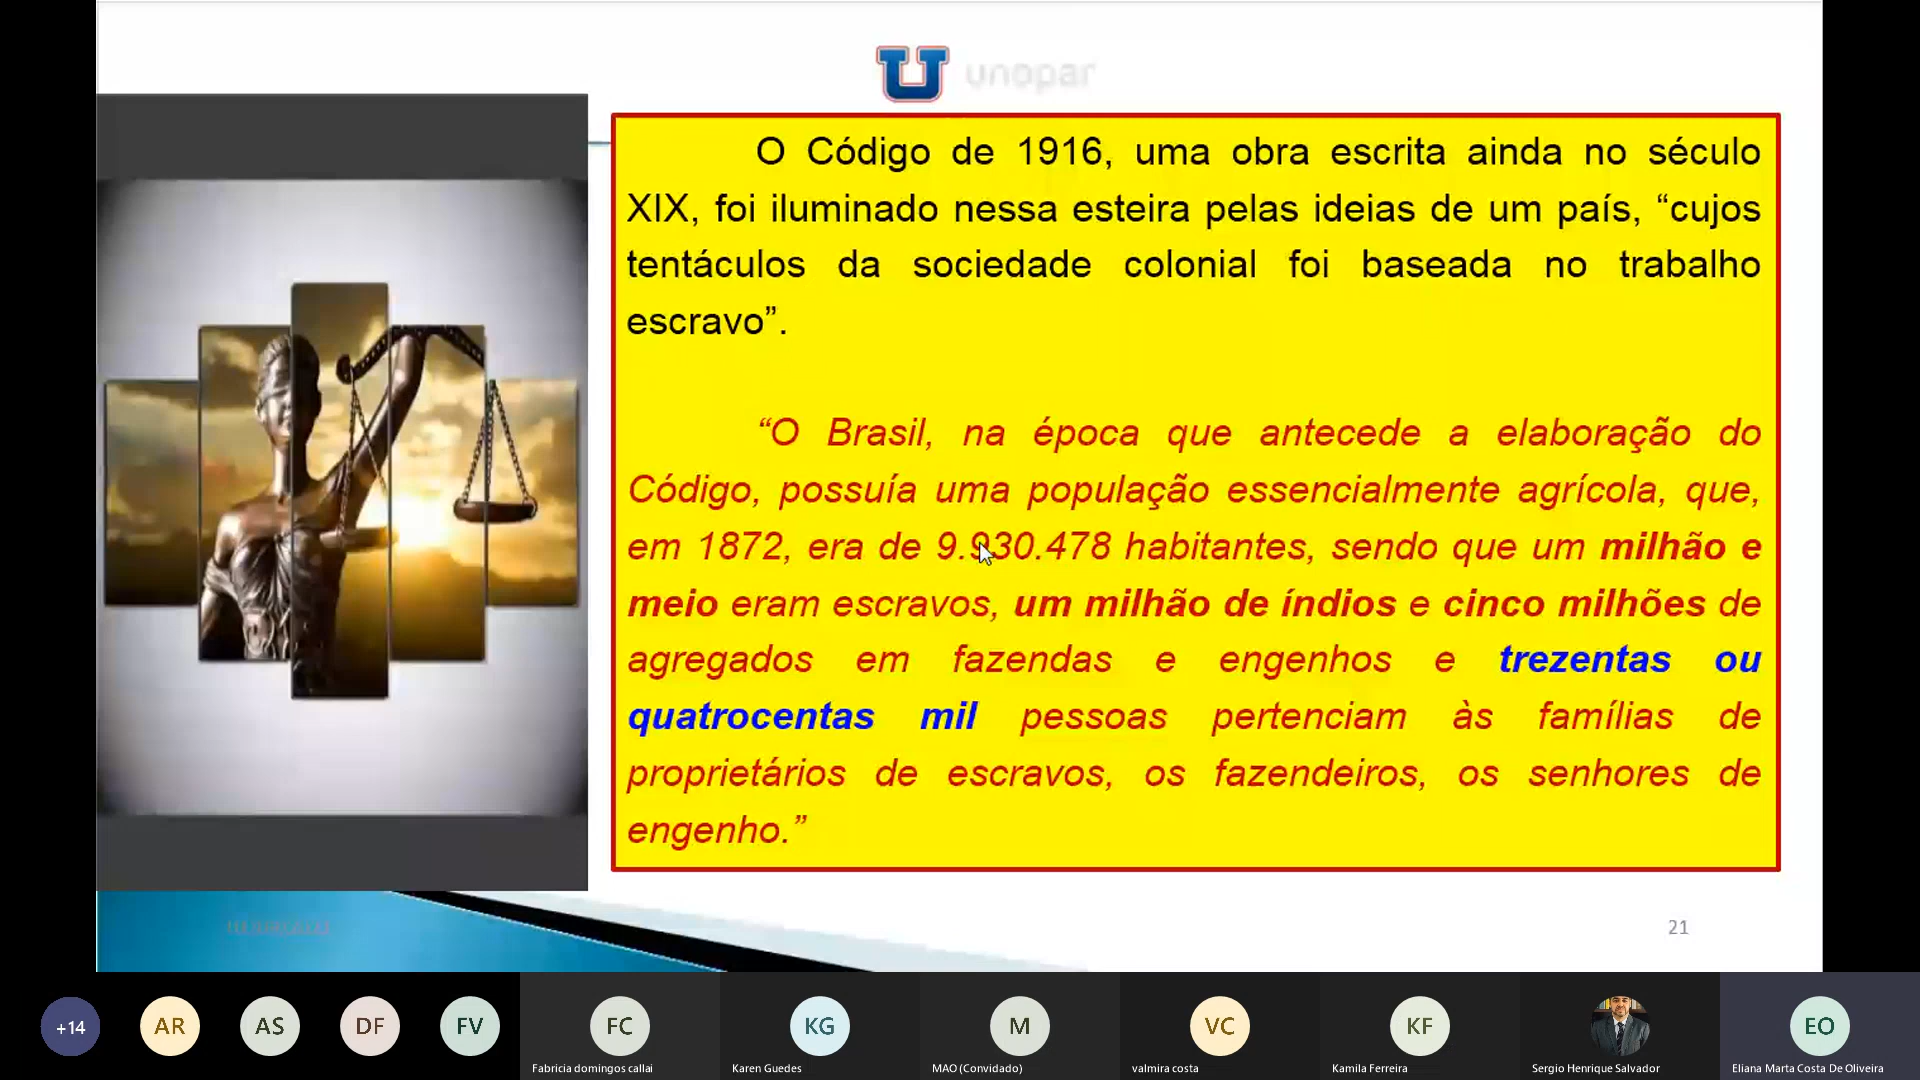 unopar
O Código de 1916, uma obra escrita ainda no século
XIX, foi iluminado nessa esteira pelas ideias de um país, “cujos
tentáculos da sociedade colonial foi baseada no trabalho
escravo”.
“O Brasil, na época que antecede a elaboração do
Código, possuía uma população essencialmente agrícola, que,
em 1872, era de 9.930.478 habitantes, sendo que um milhão e
meio eram escravos, um milhão de índios e cinco milhões de
agregados em fazendas e engenhos e trezentas ou
quatrocentas mil pessoas pertenciam às famílias de
proprietários de escravos, os fazendeiros, os senhores de
engenho.”
21
+14
AR
AS
DF
FV
FC
KG
M
VC
KF
EO
Fabricia domingos callai
Karen Guedes
MAO (Convidado)
valmira costa
Kamila Ferreira
Sergio Henrique Salvador
Eliana Marta Costa De Oliveira